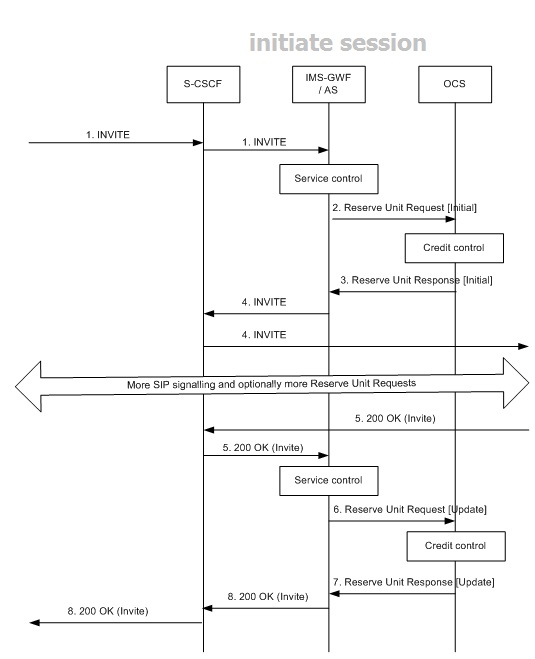 initiate session
S-CSCF
IMS-GWF
/ AS
OCS
1. INVITE
1. INVITE
Service control
2. Reserve Unit Request [Initial]
Credit control
3. Reserve Unit Response [Initial]
4. INVITE
4. INVITE
More SIP signalling and optionally more Reserve Unit Requests
5. 200 OK (Invite)
5. 200 OK (Invite)
Service control
6. Reserve Unit Request [Update]
Credit control
7. Reserve Unit Response [Update]
8. 200 OK (Invite)
8. 200 OK (Invite)